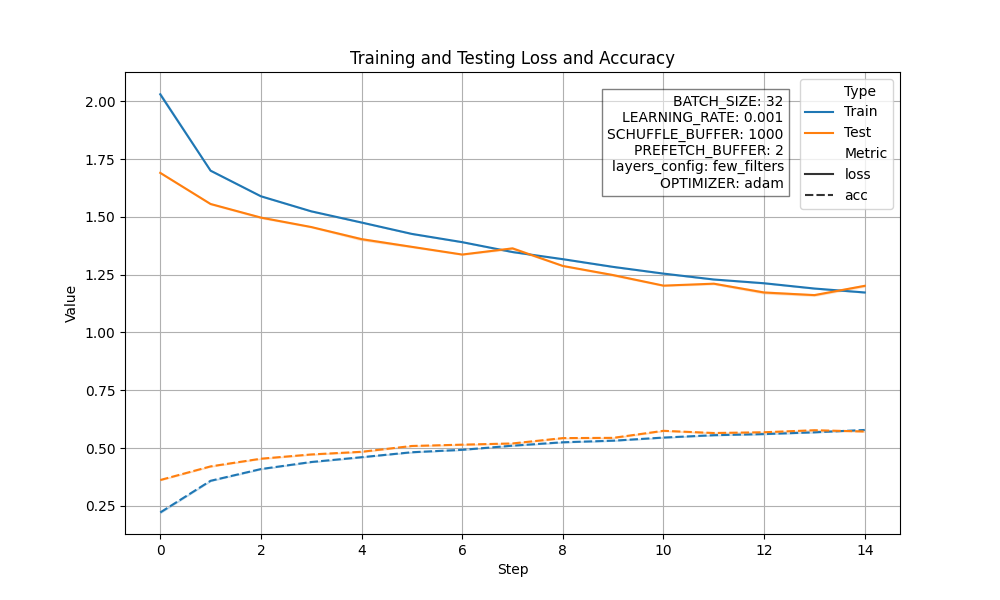 Training and Testing Loss and Accuracy
BATCH_SIZE: 32
LEARNING_RATE: 0.001
SCHUFFLE_BUFFER: 1000
PREFETCH_BUFFER: 2
layers_config: few_filters
OPTIMIZER: adam
Type
Train
Test
Metric
loss
acc
Value
2.00
1.75
1.50
1.25
1.00
0.75
0.50
0.25
0 2 4 6 8 10 12 14
Step